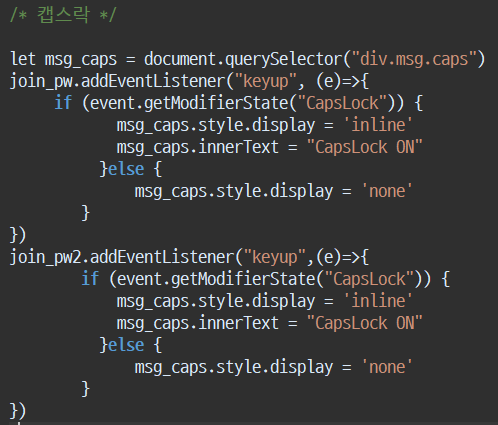 /* 캡스락 */

let msg_caps = document.querySelector("div.msg.caps")
join_pw.addEventListener("keyup", (e)=>{
     if (event.getModifierState("CapsLock")) {
            msg_caps.style.display = 'inline'
            msg_caps.innerText = "CapsLock ON"
          }else {
              msg_caps.style.display = 'none'
        }
})
join_pw2.addEventListener("keyup",(e)=>{
        if (event.getModifierState("CapsLock")) {
            msg_caps.style.display = 'inline'
            msg_caps.innerText = "CapsLock ON"
          }else {
              msg_caps.style.display = 'none'
        }
})